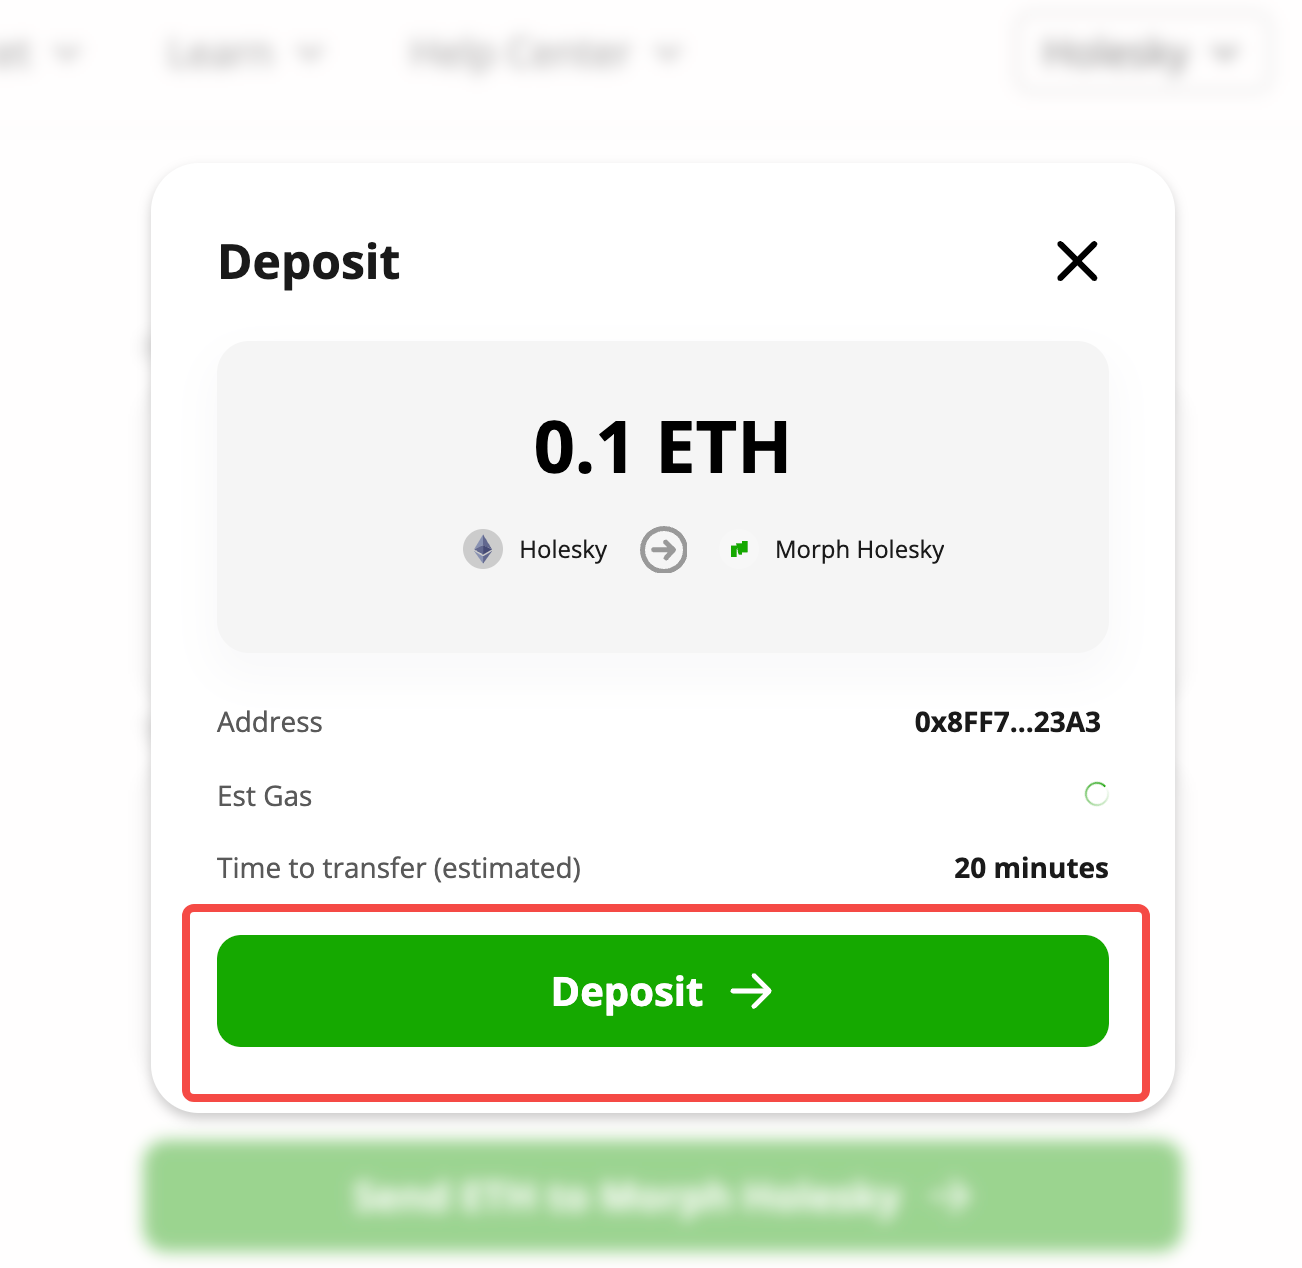 Learn
Help Center
Holesky
Deposit
0.1 ETH
Holesky
Morph Holesky
Address
0x8FF7...23A3
Est Gas
Time to transfer (estimated)
20 minutes
Deposit
Send ETH to Morph Holesky